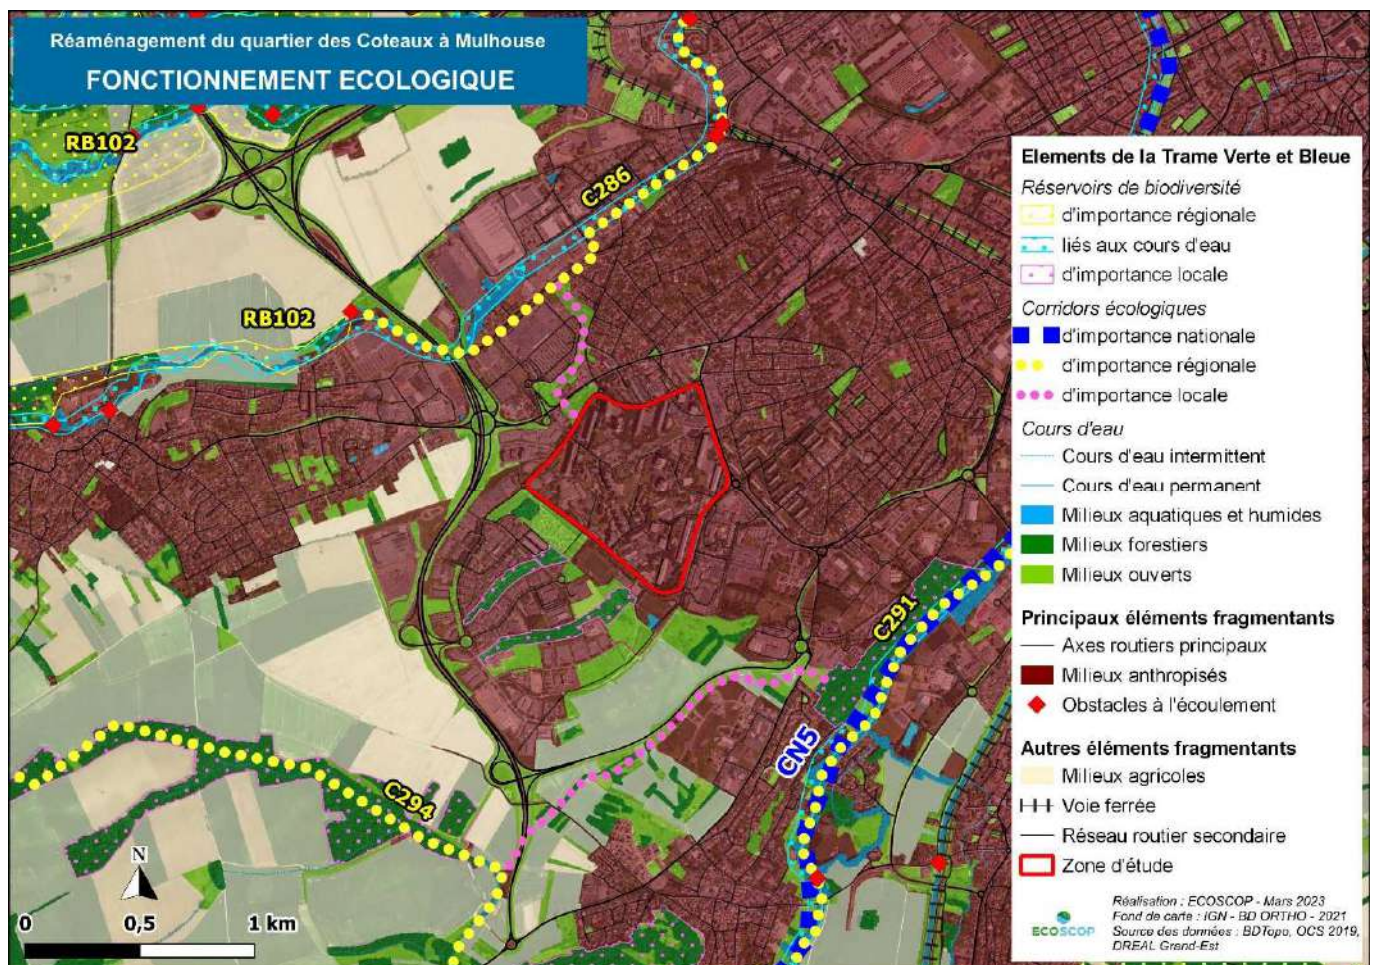 Réaménagement du quartier des Coteaux à Mulhouse
FONCTIONNEMENT ECOLOGIQUE
RB102
C286
RB102
C291
CN5
C294
N
0 0,5 1 km
Elements de la Trame Verte et Bleue
Réservoirs de biodiversité
d'importance régionale
liés aux cours d'eau
d'importance locale
Corridors écologiques
d'importance nationale
d'importance régionale
d'importance locale
Cours d'eau
Cours d'eau intermittent
Cours d'eau permanent
Milieux aquatiques et humides
Milieux forestiers
Milieux ouverts
Principaux éléments fragmentants
Axes routiers principaux
Milieux anthropisés
Obstacles à l'écoulement
Autres éléments fragmentants
Milieux agricoles
Voie ferrée
Réseau routier secondaire
Zone d'étude
ECOSCOP
Réalisation : ECOSCOP - Mars 2023
Fond de carte : IGN - BD ORTHO - 2021
Source des données : BDTopo, OCS 2019,
DREAL Grand-Est